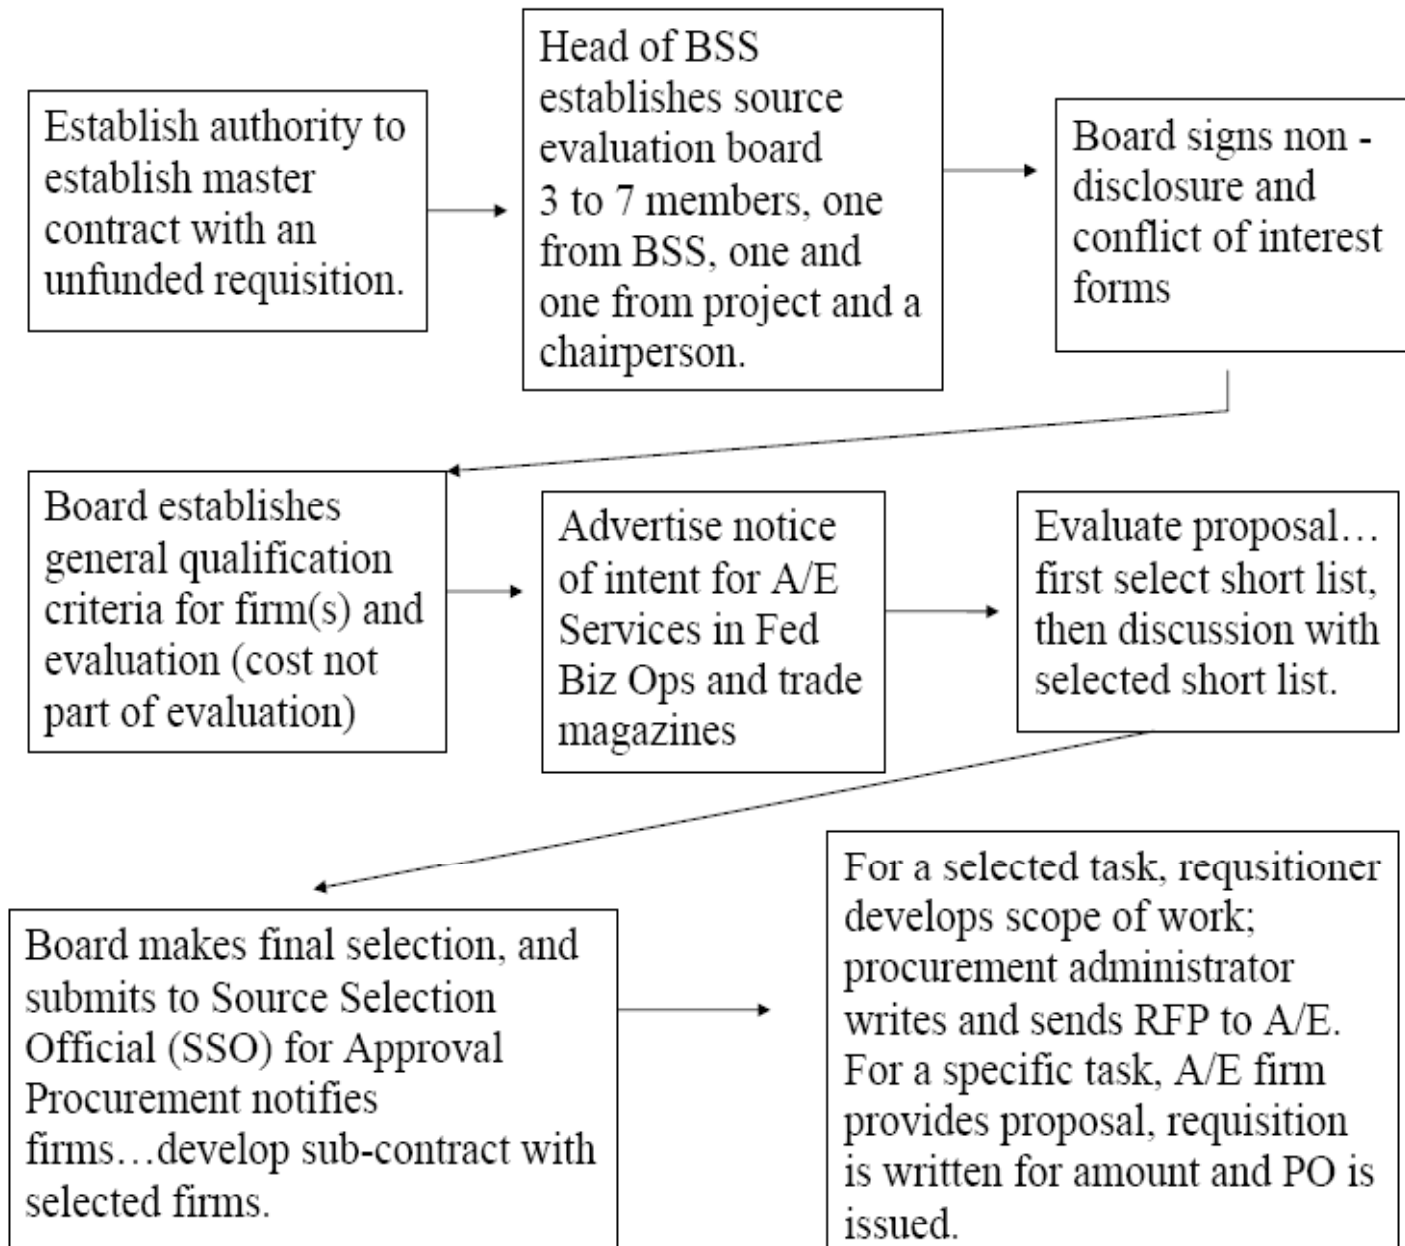 Establish authority to
establish master
contract with an
unfunded requisition.
Head of BSS
establishes source
evaluation board
3 to 7 members, one
from BSS, one and
one from project and a
chairperson.
Board signs non -
disclosure and
conflict of interest
forms
Board establishes
general qualification
criteria for firm(s) and
evaluation (cost not
part of evaluation)
Advertise notice
of intent for A/E
Services in Fed
Biz Ops and trade
magazines
Evaluate proposal…
first select short list,
then discussion with
selected short list.
Board makes final selection, and
submits to Source Selection
Official (SSO) for Approval
Procurement notifies
firms…develop sub-contract with
selected firms.
For a selected task, requsitioner
develops scope of work;
procurement administrator
writes and sends RFP to A/E.
For a specific task, A/E firm
provides proposal, requisition
is written for amount and PO is
issued.